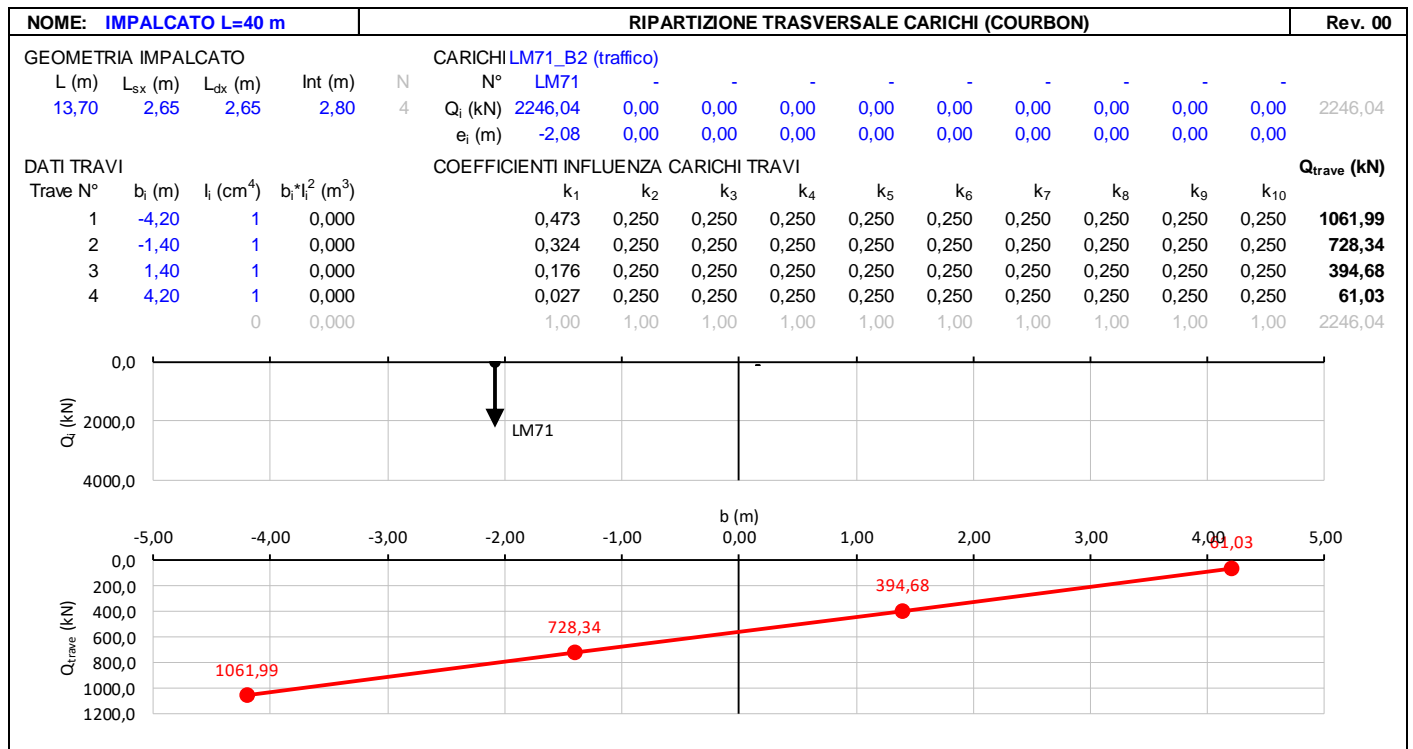 NOME: IMPALCATO L=40 m RIPARTIZIONE TRASVERSALE CARICHI (COURBON) Rev. 00
GEOMETRIA IMPALCATO CARICHI LM71_B2 (traffico)
L (m) Lsx (m) Ldx (m) Int (m) N N° LM71 - - - - - - - - -
13,70 2,65 2,65 2,80 4 Qi (kN) 2246,04 0,00 0,00 0,00 0,00 0,00 0,00 0,00 0,00 0,00 2246,04
ei (m) -2,08 0,00 0,00 0,00 0,00 0,00 0,00 0,00 0,00 0,00
DATI TRAVI COEFFICIENTI INFLUENZA CARICHI TRAVI Qtrave (kN)
Trave N° bi (m) Ii (cm⁴) bi*Ii² (m³) k1 k2 k3 k4 k5 k6 k7 k8 k9 k10
1 -4,20 1 0,000 0,473 0,250 0,250 0,250 0,250 0,250 0,250 0,250 0,250 0,250 1061,99
2 -1,40 1 0,000 0,324 0,250 0,250 0,250 0,250 0,250 0,250 0,250 0,250 0,250 728,34
3 1,40 1 0,000 0,176 0,250 0,250 0,250 0,250 0,250 0,250 0,250 0,250 0,250 394,68
4 4,20 1 0,000 0,027 0,250 0,250 0,250 0,250 0,250 0,250 0,250 0,250 0,250 61,03
0 0,000 1,00 1,00 1,00 1,00 1,00 1,00 1,00 1,00 1,00 1,00 2246,04
0,0
2000,0
4000,0
Qi (kN)
LM71
-
b (m)
-5,00 -4,00 -3,00 -2,00 -1,00 0,00 1,00 2,00 3,00 4,00 5,00
0,0
200,0
400,0
600,0
800,0
1000,0
1200,0
Qtrave (kN)
1061,99
728,34
394,68
61,03